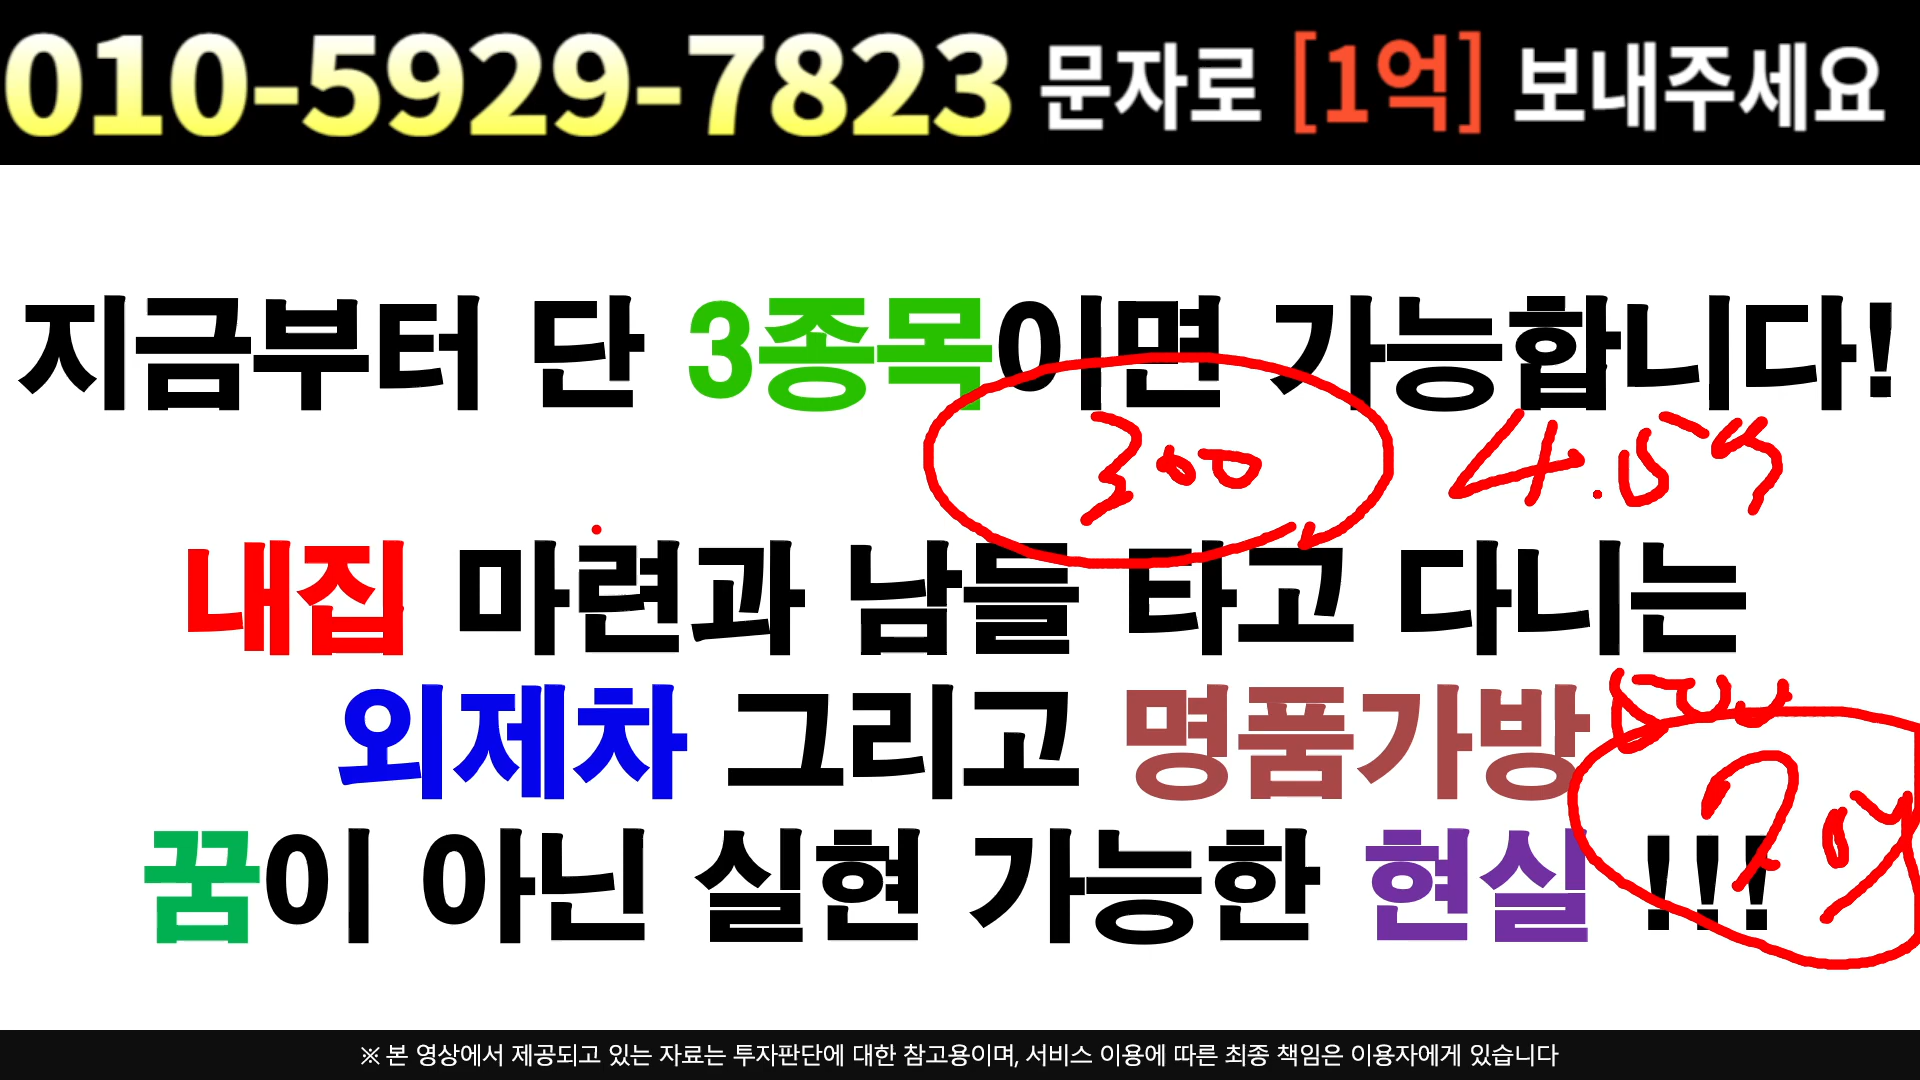 010-5929-7823 문자로 [1억] 보내주세요
지금부터 단 3종목이면 가능합니다!
300
4.5억
내집 마련과 남들 타고 다니는
외제차 그리고 명품가방
500
꿈이 아닌 실현 가능한 현실 !!!
※ 본 영상에서 제공되고 있는 자료는 투자판단에 대한 참고용이며, 서비스 이용에 따른 최종 책임은 이용자에게 있습니다